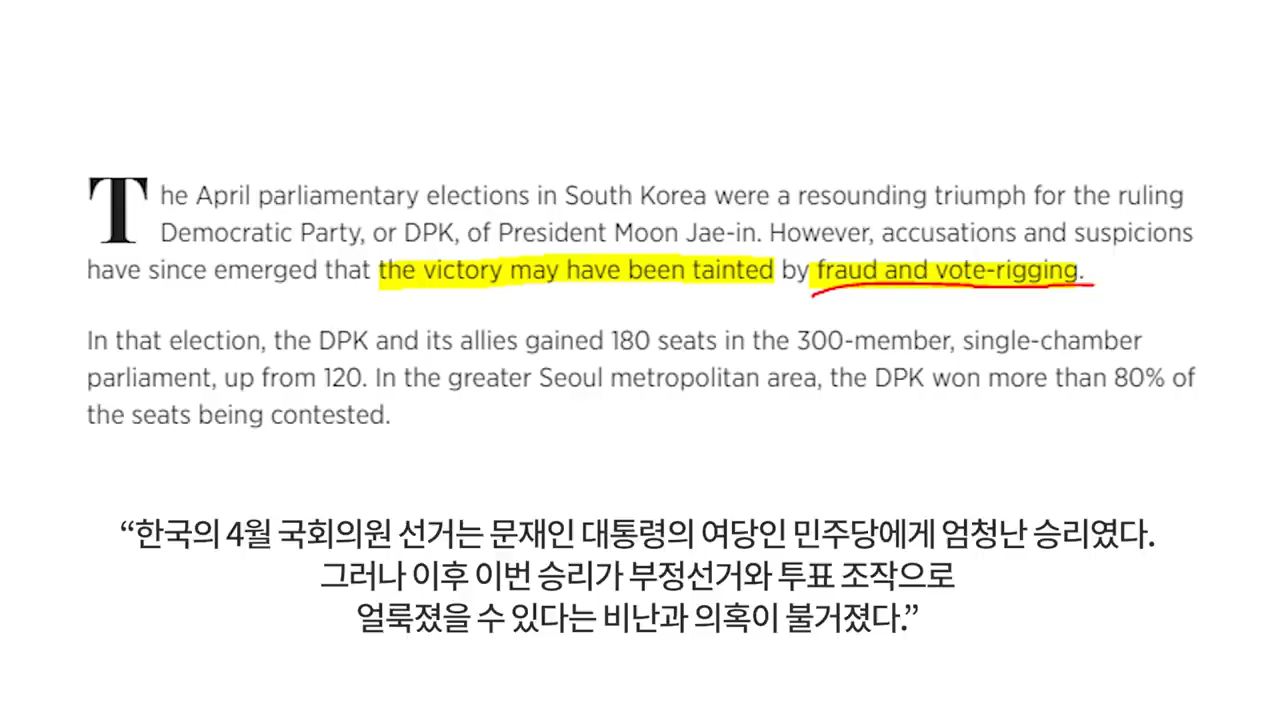 The April parliamentary elections in South Korea were a resounding triumph for the ruling
Democratic Party, or DPK, of President Moon Jae-in. However, accusations and suspicions
have since emerged that the victory may have been tainted by fraud and vote-rigging.
In that election, the DPK and its allies gained 180 seats in the 300-member, single-chamber
parliament, up from 120. In the greater Seoul metropolitan area, the DPK won more than 80% of
the seats being contested.
“한국의 4월 국회의원 선거는 문재인 대통령의 여당인 민주당에게 엄청난 승리였다.
그러나 이후 이번 승리가 부정선거와 투표 조작으로
얼룩졌을 수 있다는 비난과 의혹이 불거졌다.”